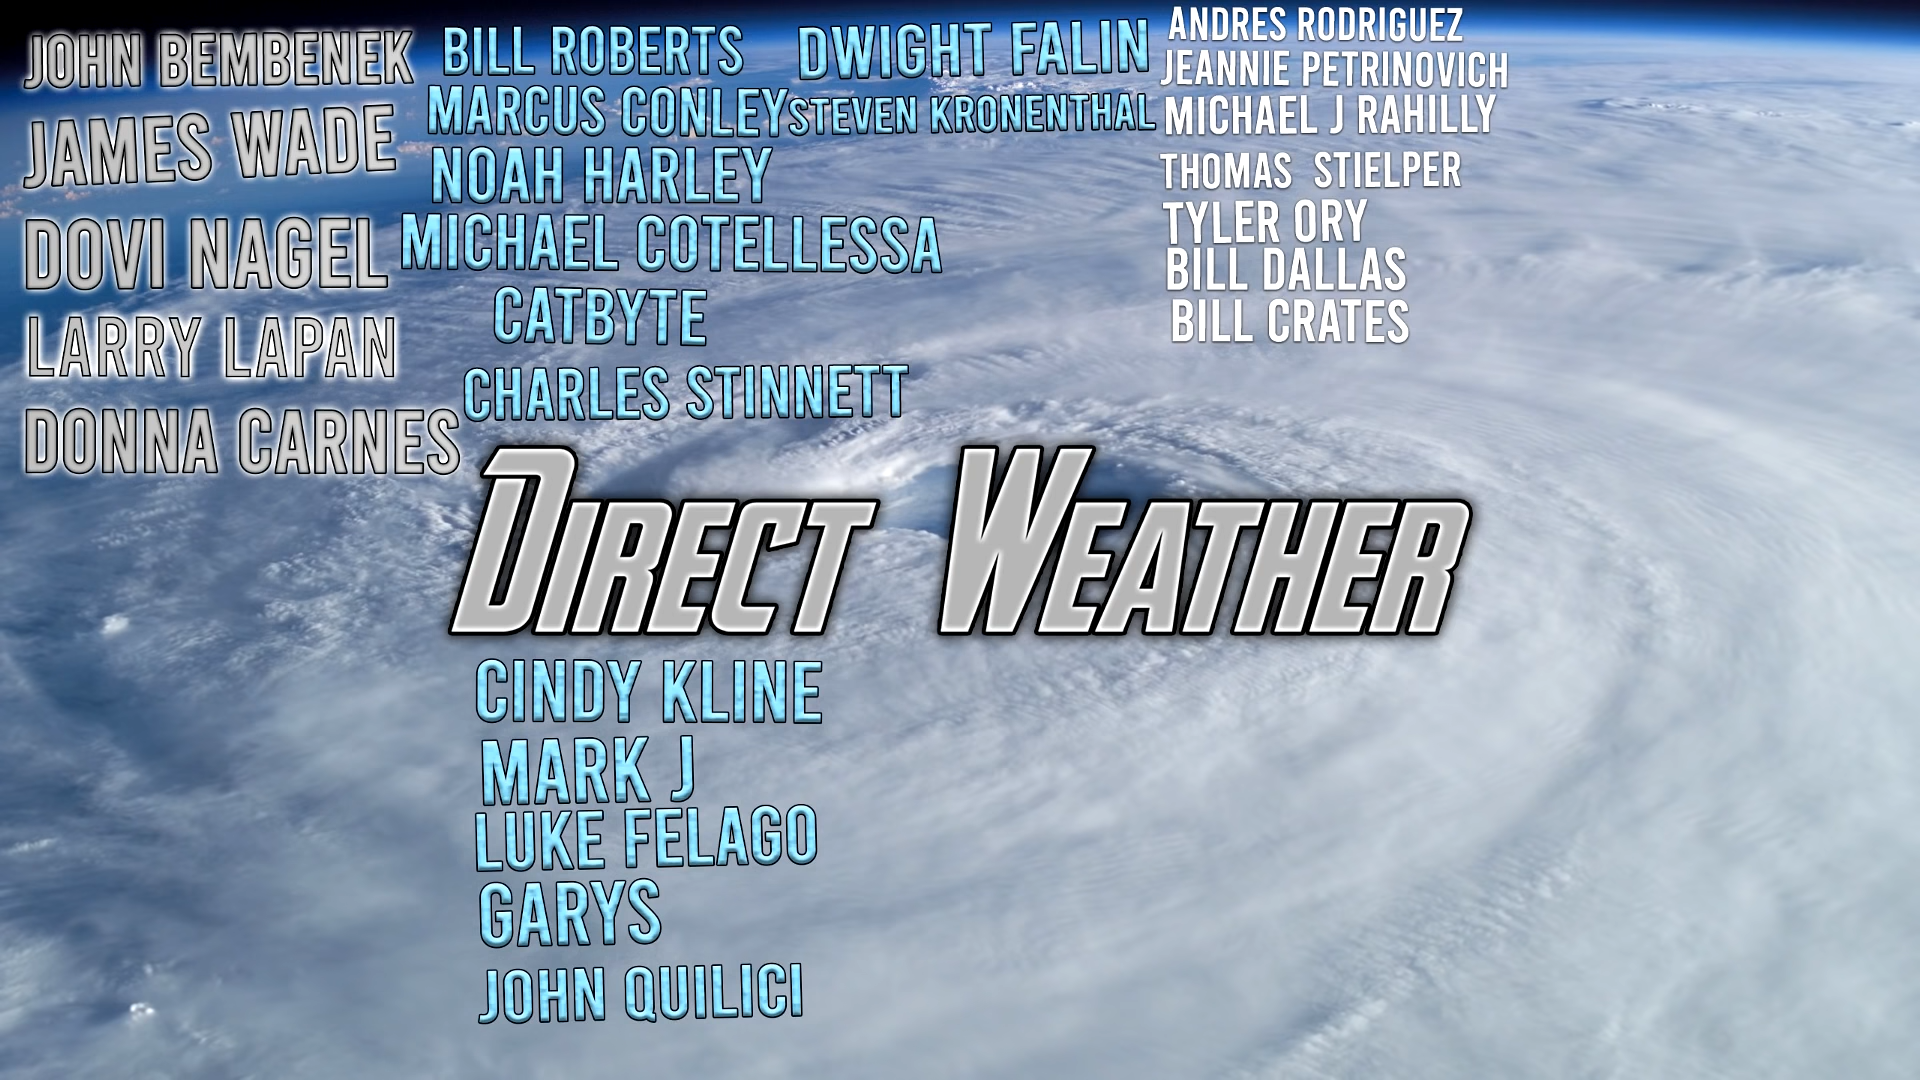 JOHN BEMBENEK
JAMES WADE
DOVI NAGEL
LARRY LAPAN
DONNA CARNES
BILL ROBERTS
MARCUS CONLEY
NOAH HARLEY
MICHAEL COTELLESSA
CATBYTE
CHARLES STINNETT
DWIGHT FALIN
STEVEN KRONENTHAL
ANDRES RODRIGUEZ
JEANNIE PETRINOVICH
MICHAEL J RAHILLY
THOMAS STIELPER
TYLER ORY
BILL DALLAS
BILL CRATES
DIRECT WEATHER
CINDY KLINE
MARK J
LUKE FELAGO
GARYS
JOHN QUILICI